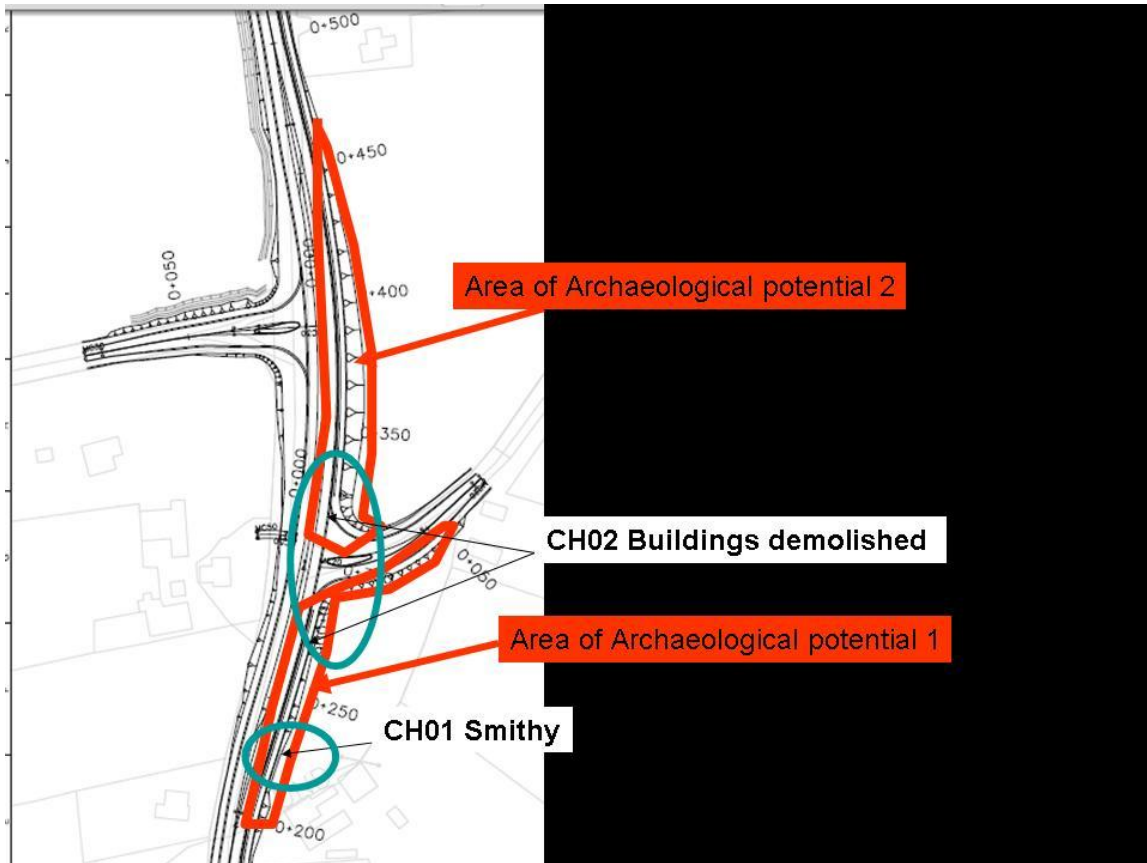 0+500
0+450
0+050
0+000
Area of Archaeological potential 2
+400
0+350
0+000
CH02 Buildings demolished
0+050
Area of Archaeological potential 1
0+250
CH01 Smithy
0+200